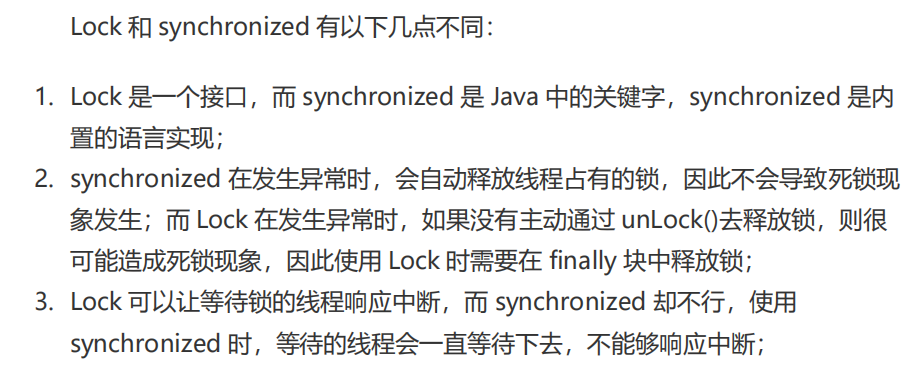 Lock 和 synchronized 有以下几点不同：
1. Lock 是一个接口，而 synchronized 是 Java 中的关键字，synchronized 是内
置的语言实现；
2. synchronized 在发生异常时，会自动释放线程占有的锁，因此不会导致死锁现
象发生；而 Lock 在发生异常时，如果没有主动通过 unLock()去释放锁，则很
可能造成死锁现象，因此使用 Lock 时需要在 finally 块中释放锁；
3. Lock 可以让等待锁的线程响应中断，而 synchronized 却不行，使用
synchronized 时，等待的线程会一直等待下去，不能够响应中断；